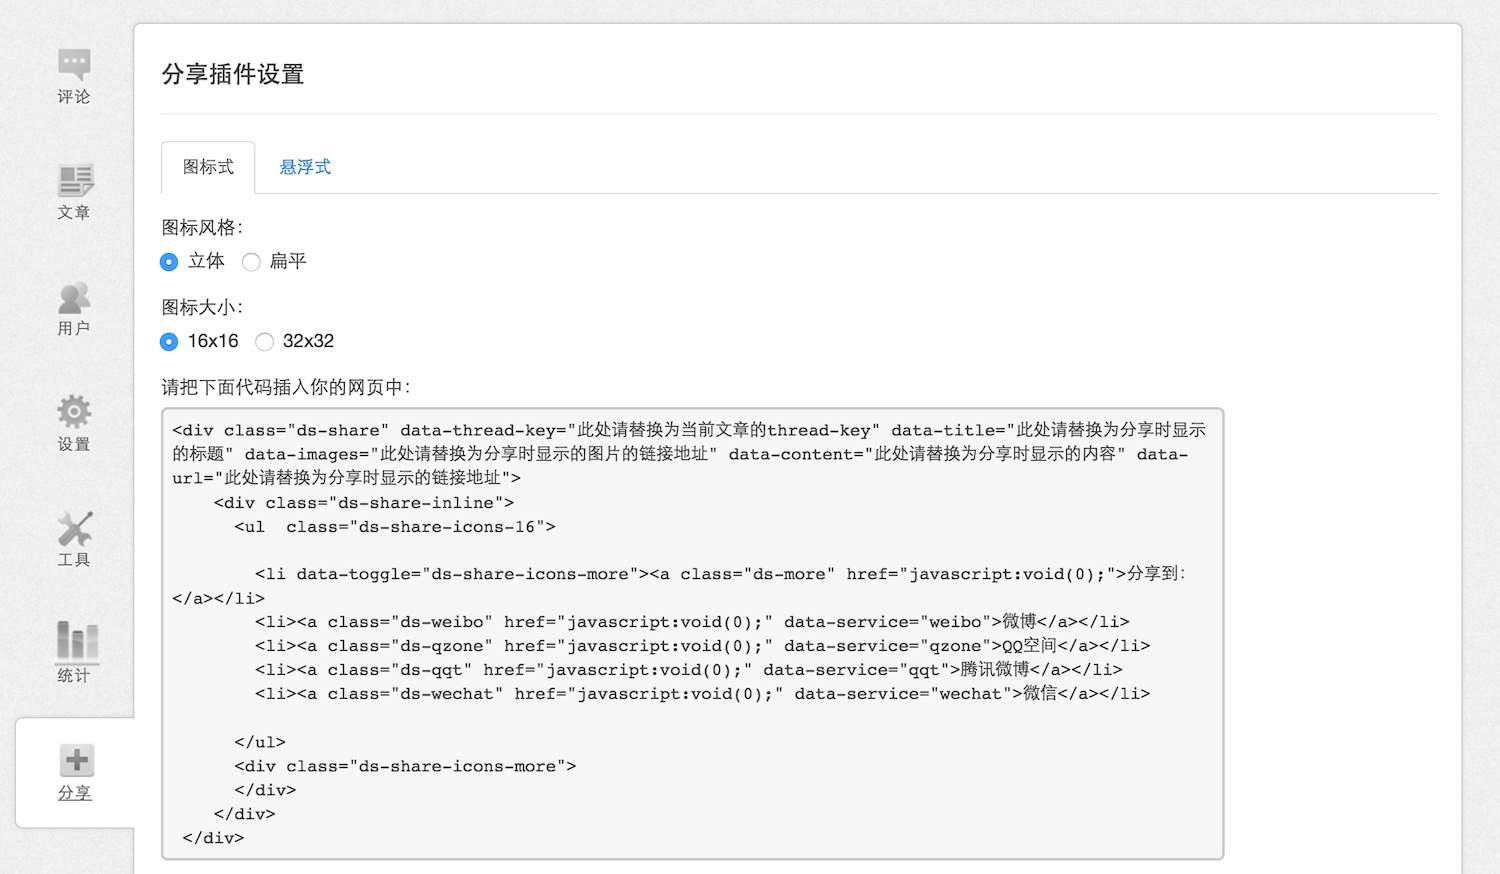 评论
文章
用户
设置
工具
统计
分享
分享插件设置
图标式 悬浮式
图标风格:
立体 扁平
图标大小:
16x16 32x32
请把下面代码插入你的网页中:
<div class="ds-share" data-thread-key="此处请替换为当前文章的thread-key" data-title="此处请替换为分享时显示
的标题" data-images="此处请替换为分享时显示的图片的链接地址" data-content="此处请替换为分享时显示的内容" data-
url="此处请替换为分享时显示的链接地址">
    <div class="ds-share-inline">
      <ul  class="ds-share-icons-16">
        <li data-toggle="ds-share-icons-more"><a class="ds-more" href="javascript:void(0);">分享到:
</a></li>
        <li><a class="ds-weibo" href="javascript:void(0);" data-service="weibo">微博</a></li>
        <li><a class="ds-qzone" href="javascript:void(0);" data-service="qzone">QQ空间</a></li>
        <li><a class="ds-qqt" href="javascript:void(0);" data-service="qqt">腾讯微博</a></li>
        <li><a class="ds-wechat" href="javascript:void(0);" data-service="wechat">微信</a></li>
      </ul>
      <div class="ds-share-icons-more">
      </div>
    </div>
 </div>